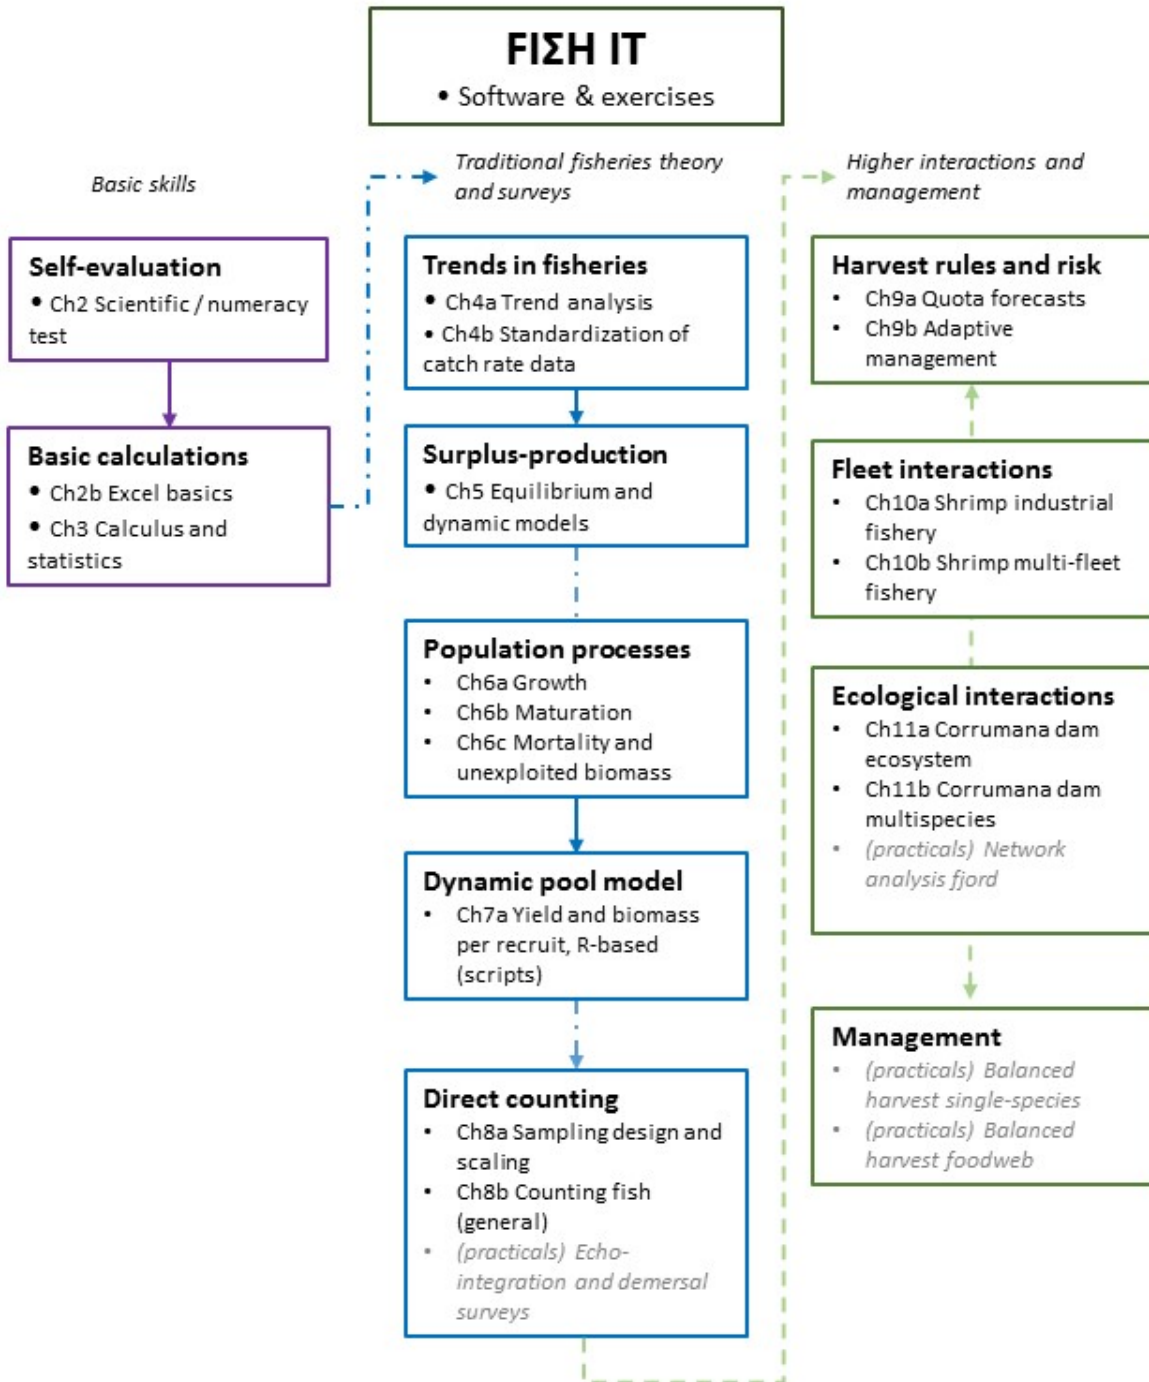 FIΣH IT
• Software & exercises
Basic skills
Self-evaluation
• Ch2 Scientific / numeracy
test
Basic calculations
• Ch2b Excel basics
• Ch3 Calculus and
statistics
Traditional fisheries theory
and surveys
Trends in fisheries
• Ch4a Trend analysis
• Ch4b Standardization of
catch rate data
Surplus-production
• Ch5 Equilibrium and
dynamic models
Population processes
• Ch6a Growth
• Ch6b Maturation
• Ch6c Mortality and
unexploited biomass
Dynamic pool model
• Ch7a Yield and biomass
per recruit, R-based
(scripts)
Direct counting
• Ch8a Sampling design and
scaling
• Ch8b Counting fish
(general)
• (practicals) Echo-
integration and demersal
surveys
Higher interactions and
management
Harvest rules and risk
• Ch9a Quota forecasts
• Ch9b Adaptive
management
Fleet interactions
• Ch10a Shrimp industrial
fishery
• Ch10b Shrimp multi-fleet
fishery
Ecological interactions
• Ch11a Corrumana dam
ecosystem
• Ch11b Corrumana dam
multispecies
• (practicals) Network
analysis fjord
Management
• (practicals) Balanced
harvest single-species
• (practicals) Balanced
harvest foodweb